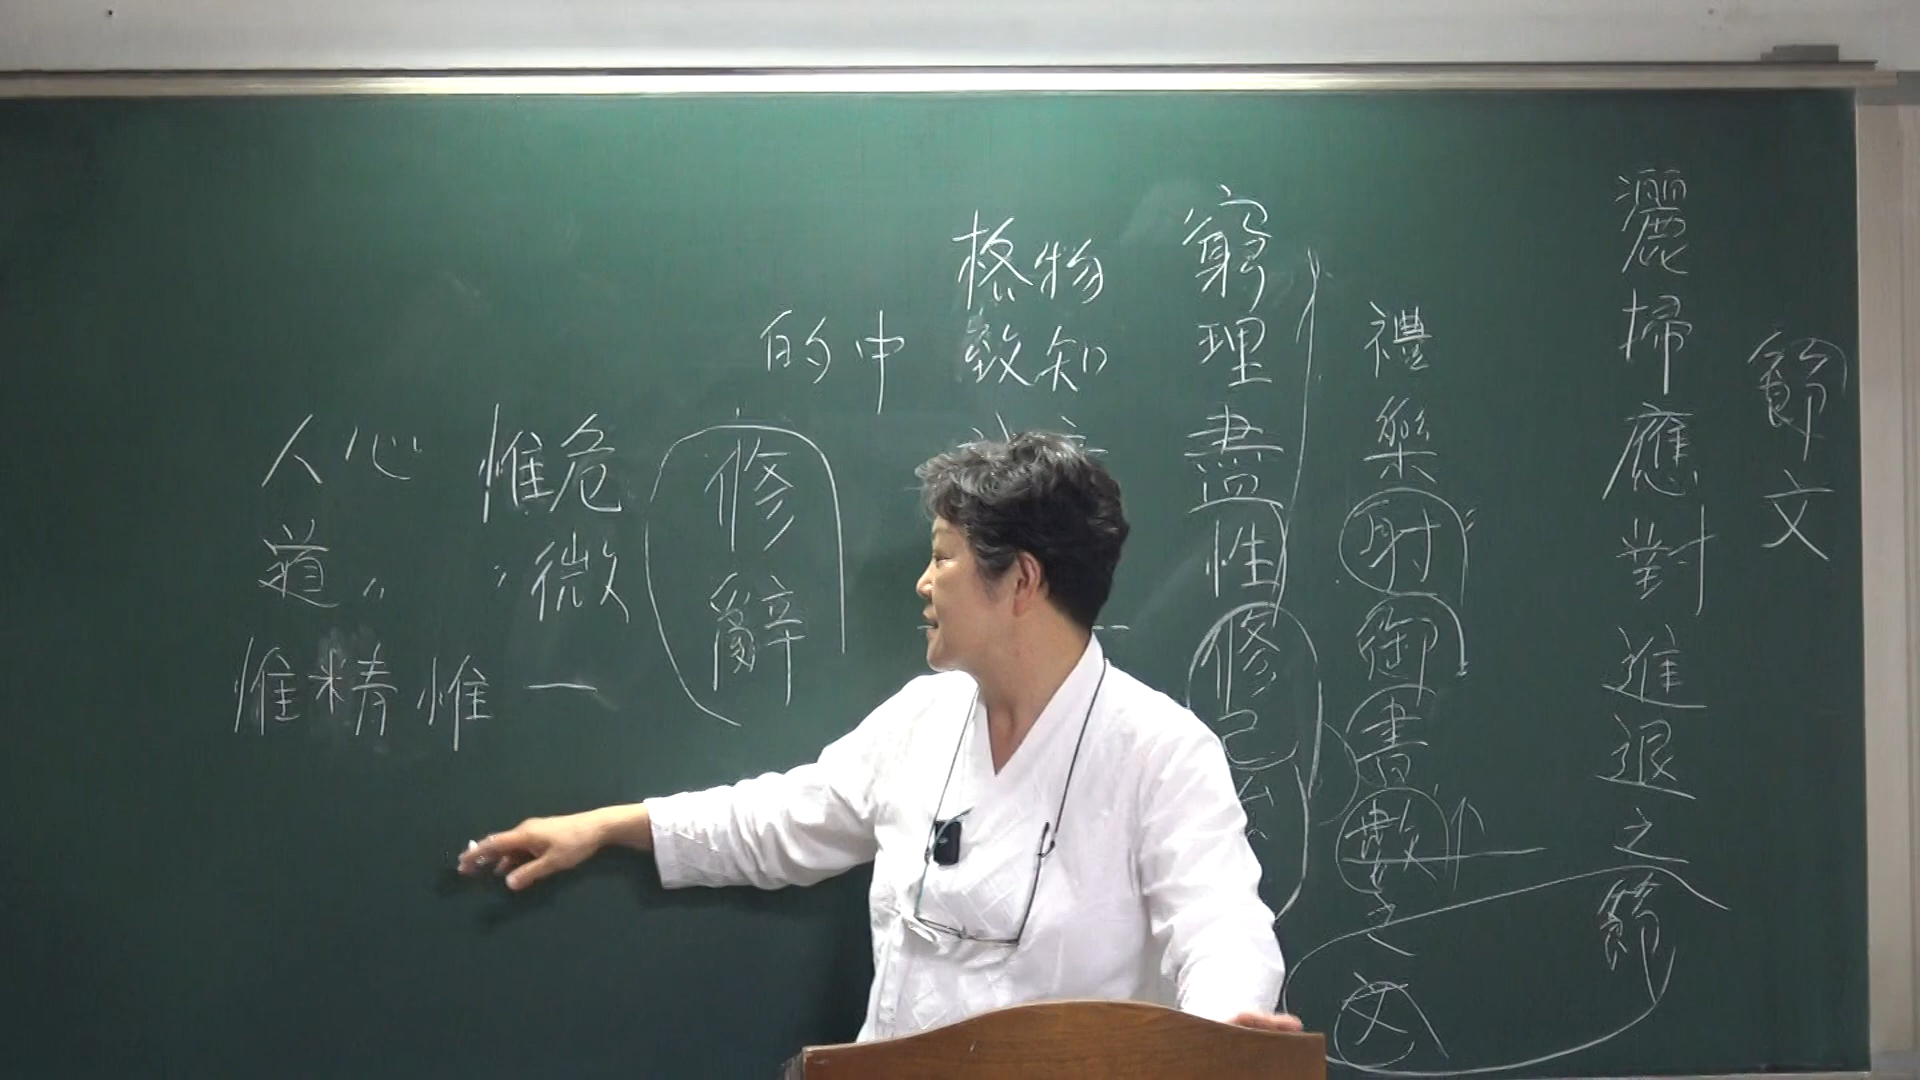 節文
灑掃應對進退之節
禮樂射御書數之文
窮理盡性修己治
格物
致知
的中
修辭
人心惟危
道〃〃微
惟精惟一